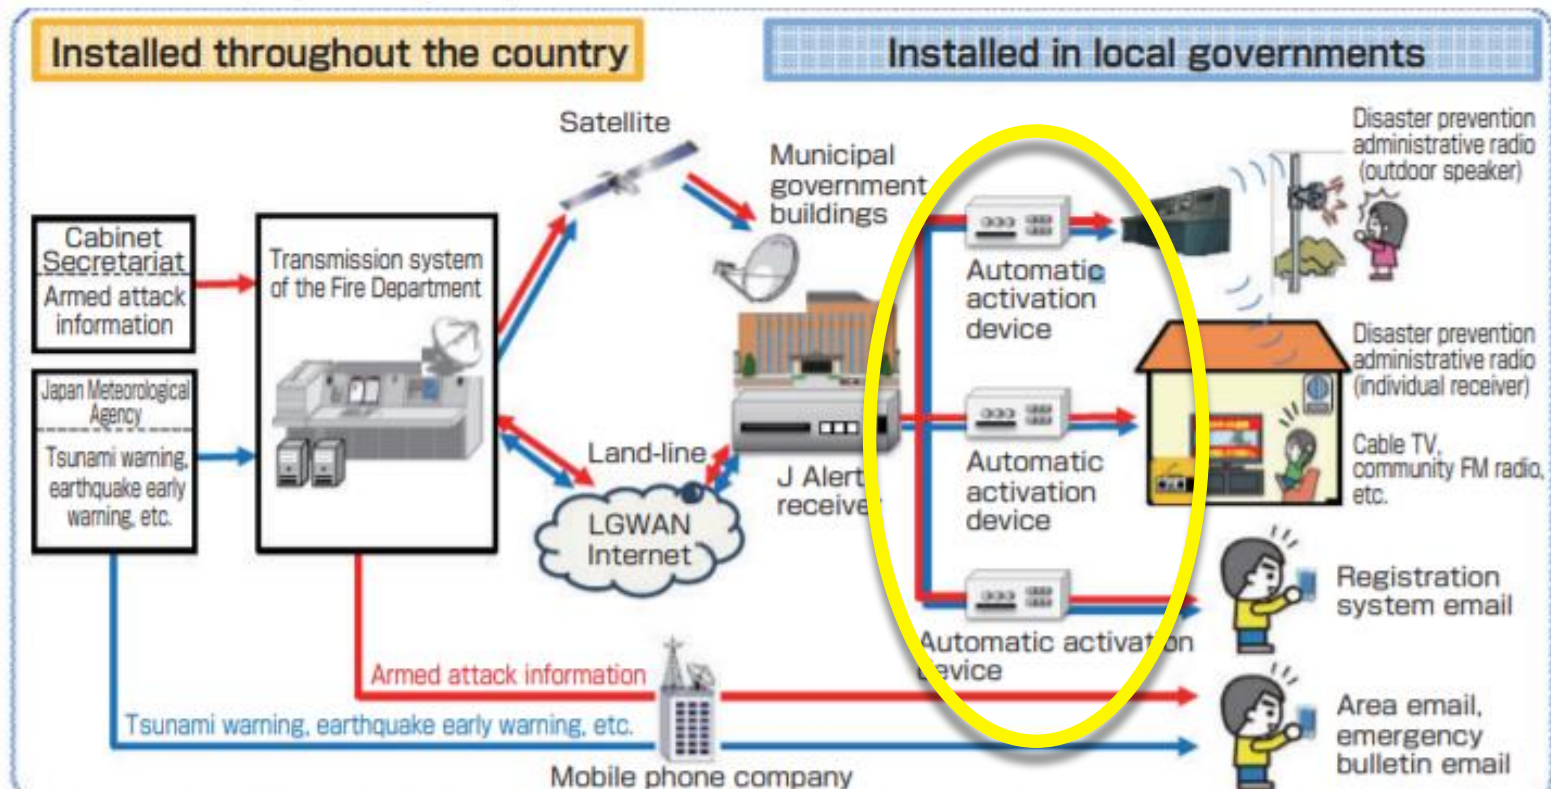 Installed throughout the country
Installed in local governments
Satellite
Municipal
government
buildings
Disaster prevention
administrative radio
(outdoor speaker)
Cabinet
Secretariat
Armed attack
information
Transmission system
of the Fire Department
Automatic
activation
device
Japan Meteorological
Agency
Tsunami warning,
earthquake early
warning, etc.
Land-line
LGWAN
Internet
J Alert
receiver
Automatic
activation
device
Disaster prevention
administrative radio
(individual receiver)
Cable TV,
community FM radio,
etc.
Automatic activation
device
Registration
system email
Armed attack information
Tsunami warning, earthquake early warning, etc.
Mobile phone company
Area email,
emergency
bulletin email